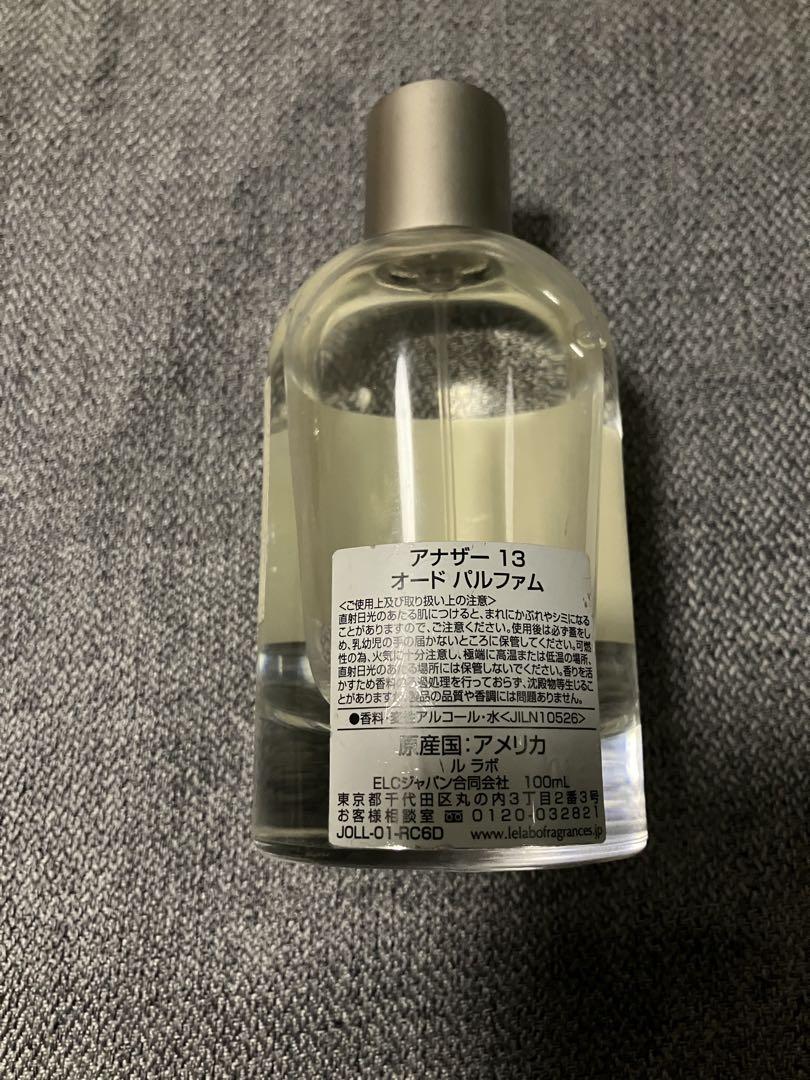 アナザー 13
オード パルファム
<ご使用上及び取り扱い上の注意>
直射日光のあたる肌につけると、まれにかぶれやシミになる
ことがありますので、ご注意ください。使用後は必ず蓋をし
め、乳幼児の手の届かないところに保管してください。可燃
性の為、火気に十分注意し、極端に高温または低温の場所、
直射日光のあたる場所には保管しないでください。香りを活
かすため香料のろ過処理を行っておらず、沈殿物等生じるこ
とがありますが製品の品質や香調には問題ありません。
●香料・変性アルコール・水<JILN10526>
原産国:アメリカ
ル ラボ
ELCジャパン合同会社 100mL
東京都千代田区丸の内3丁目2番3号
お客様相談室 0120-032821
J0LL-01-RC6D www.lelabofragrances.jp